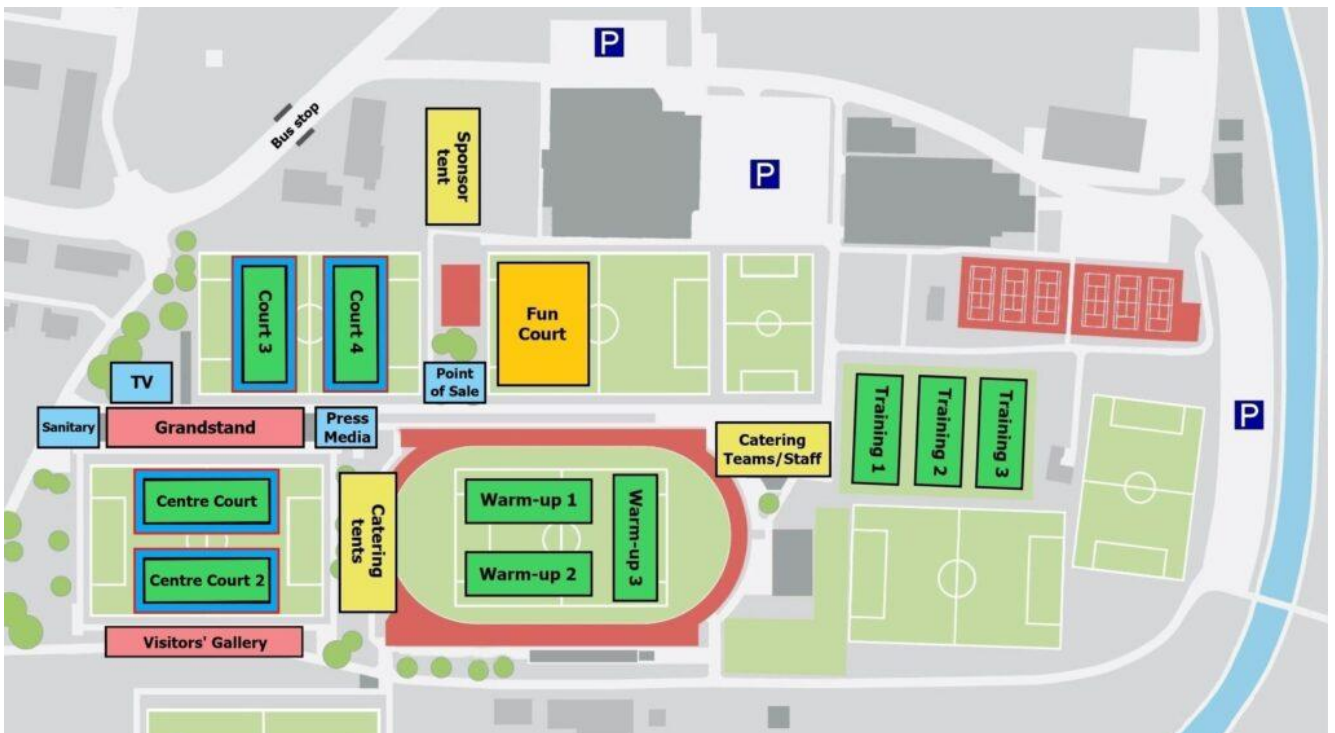 P
Bus stop
Sponsor
tent
P
Court 3
Court 4
Fun
Court
TV
Point
of Sale
Sanitary
Grandstand
Press
Media
Catering
Teams/Staff
Training 1
Training 2
Training 3
P
Centre Court
Centre Court 2
Catering
tents
Warm-up 1
Warm-up 2
Warm-up 3
Visitors' Gallery